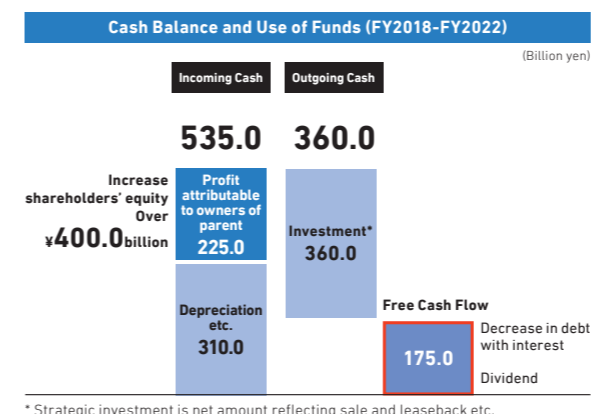 Cash Balance and Use of Funds (FY2018-FY2022)
(Billion yen)
Incoming Cash
Outgoing Cash
535.0
360.0
Increase
shareholders' equity
Over
¥400.0billion
Profit
attributable
to owners of
parent
225.0
Investment*
360.0
Depreciation
etc.
310.0
Free Cash Flow
175.0
Decrease in debt
with interest
Dividend
* Strategic investment is net amount reflecting sale and leaseback etc.